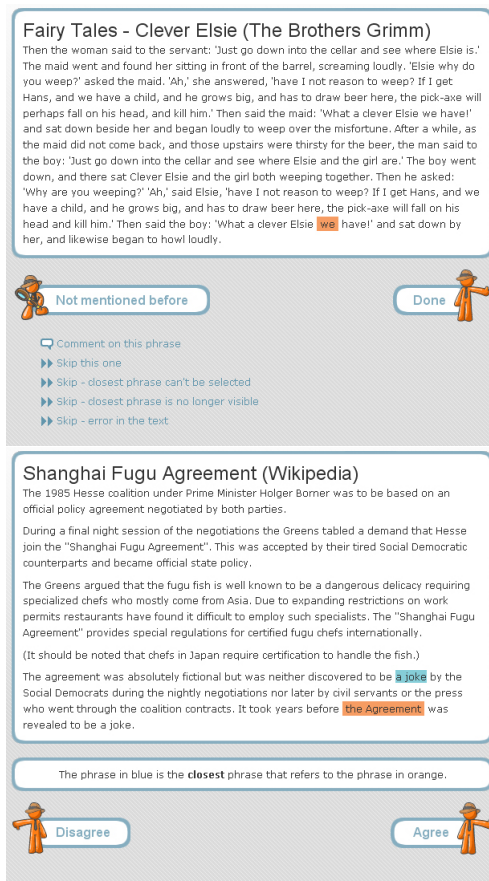 Fairy Tales - Clever Elsie (The Brothers Grimm)
Then the woman said to the servant: 'Just go down into the cellar and see where Elsie is.'
The maid went and found her sitting in front of the barrel, screaming loudly. 'Elsie why do
you weep?' asked the maid. 'Ah,' she answered, 'have I not reason to weep? If I get
Hans, and we have a child, and he grows big, and has to draw beer here, the pick-axe will
perhaps fall on his head, and kill him.' Then said the maid: 'What a clever Elsie we have!'
and sat down beside her and began loudly to weep over the misfortune. After a while, as
the maid did not come back, and those upstairs were thirsty for the beer, the man said to
the boy: 'Just go down into the cellar and see where Elsie and the girl are.' The boy went
down, and there sat Clever Elsie and the girl both weeping together. Then he asked:
'Why are you weeping?' 'Ah,' said Elsie, 'have I not reason to weep? If I get Hans, and we
have a child, and he grows big, and has to draw beer here, the pick-axe will fall on his
head and kill him.' Then said the boy: 'What a clever Elsie we have!' and sat down by
her, and likewise began to howl loudly.
Not mentioned before
Done
Comment on this phrase
Skip this one
Skip - closest phrase can't be selected
Skip - closest phrase is no longer visible
Skip - error in the text
Shanghai Fugu Agreement (Wikipedia)
The 1985 Hesse coalition under Prime Minister Holger Borner was to be based on an
official policy agreement negotiated by both parties.
During a final night session of the negotiations the Greens tabled a demand that Hesse
join the "Shanghai Fugu Agreement". This was accepted by their tired Social Democratic
counterparts and became official state policy.
The Greens argued that the fugu fish is well known to be a dangerous delicacy requiring
specialized chefs who mostly come from Asia. Due to expanding restrictions on work
permits restaurants have found it difficult to employ such specialists. The "Shanghai Fugu
Agreement" provides special regulations for certified fugu chefs internationally.
(It should be noted that chefs in Japan require certification to handle the fish.)
The agreement was absolutely fictional but was neither discovered to be a joke by the
Social Democrats during the nightly negotiations nor later by civil servants or the press
who went through the coalition contracts. It took years before the Agreement was
revealed to be a joke.
The phrase in blue is the closest phrase that refers to the phrase in orange.
Disagree
Agree